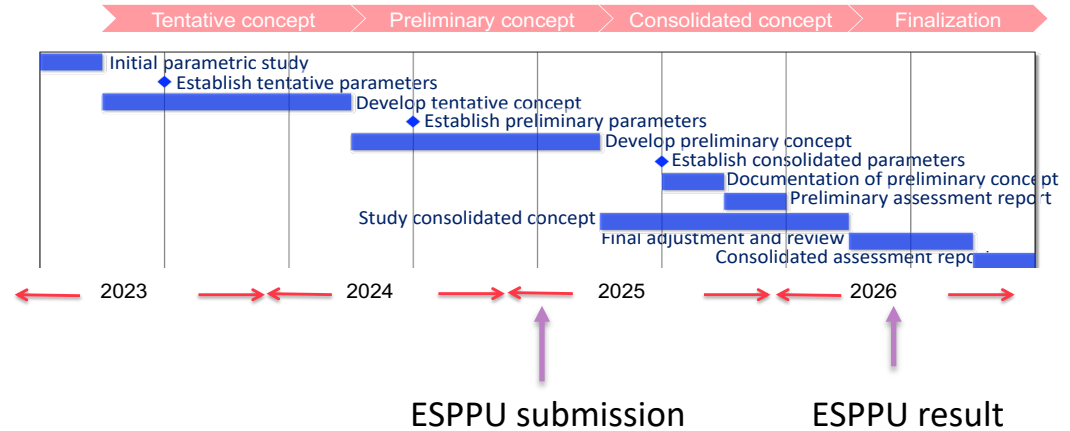 Tentative concept Preliminary concept Consolidated concept Finalization
Initial parametric study
Establish tentative parameters
Develop tentative concept
Establish preliminary parameters
Develop preliminary concept
Establish consolidated parameters
Documentation of preliminary concept
Preliminary assessment report
Study consolidated concept
Final adjustment and review
Consolidated assessment repor
2023 2024 2025 2026
ESPPU submission ESPPU result